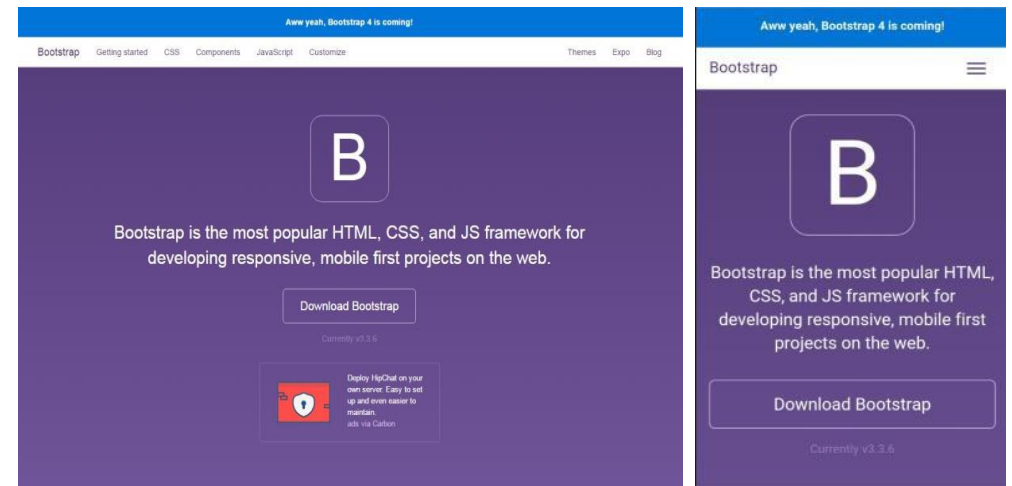 Aww yeah, Bootstrap 4 is coming!
Bootstrap Getting started CSS Components JavaScript Customize Themes Expo Blog
B
Bootstrap is the most popular HTML, CSS, and JS framework for
developing responsive, mobile first projects on the web.
Download Bootstrap
Currently v3.3.6
Deploy HipChat on your
own server. Easy to set
up and even easier to
maintain.
ads via Carbon
Aww yeah, Bootstrap 4 is coming!
Bootstrap
B
Bootstrap is the most popular HTML,
CSS, and JS framework for
developing responsive, mobile first
projects on the web.
Download Bootstrap
Currently v3.3.6